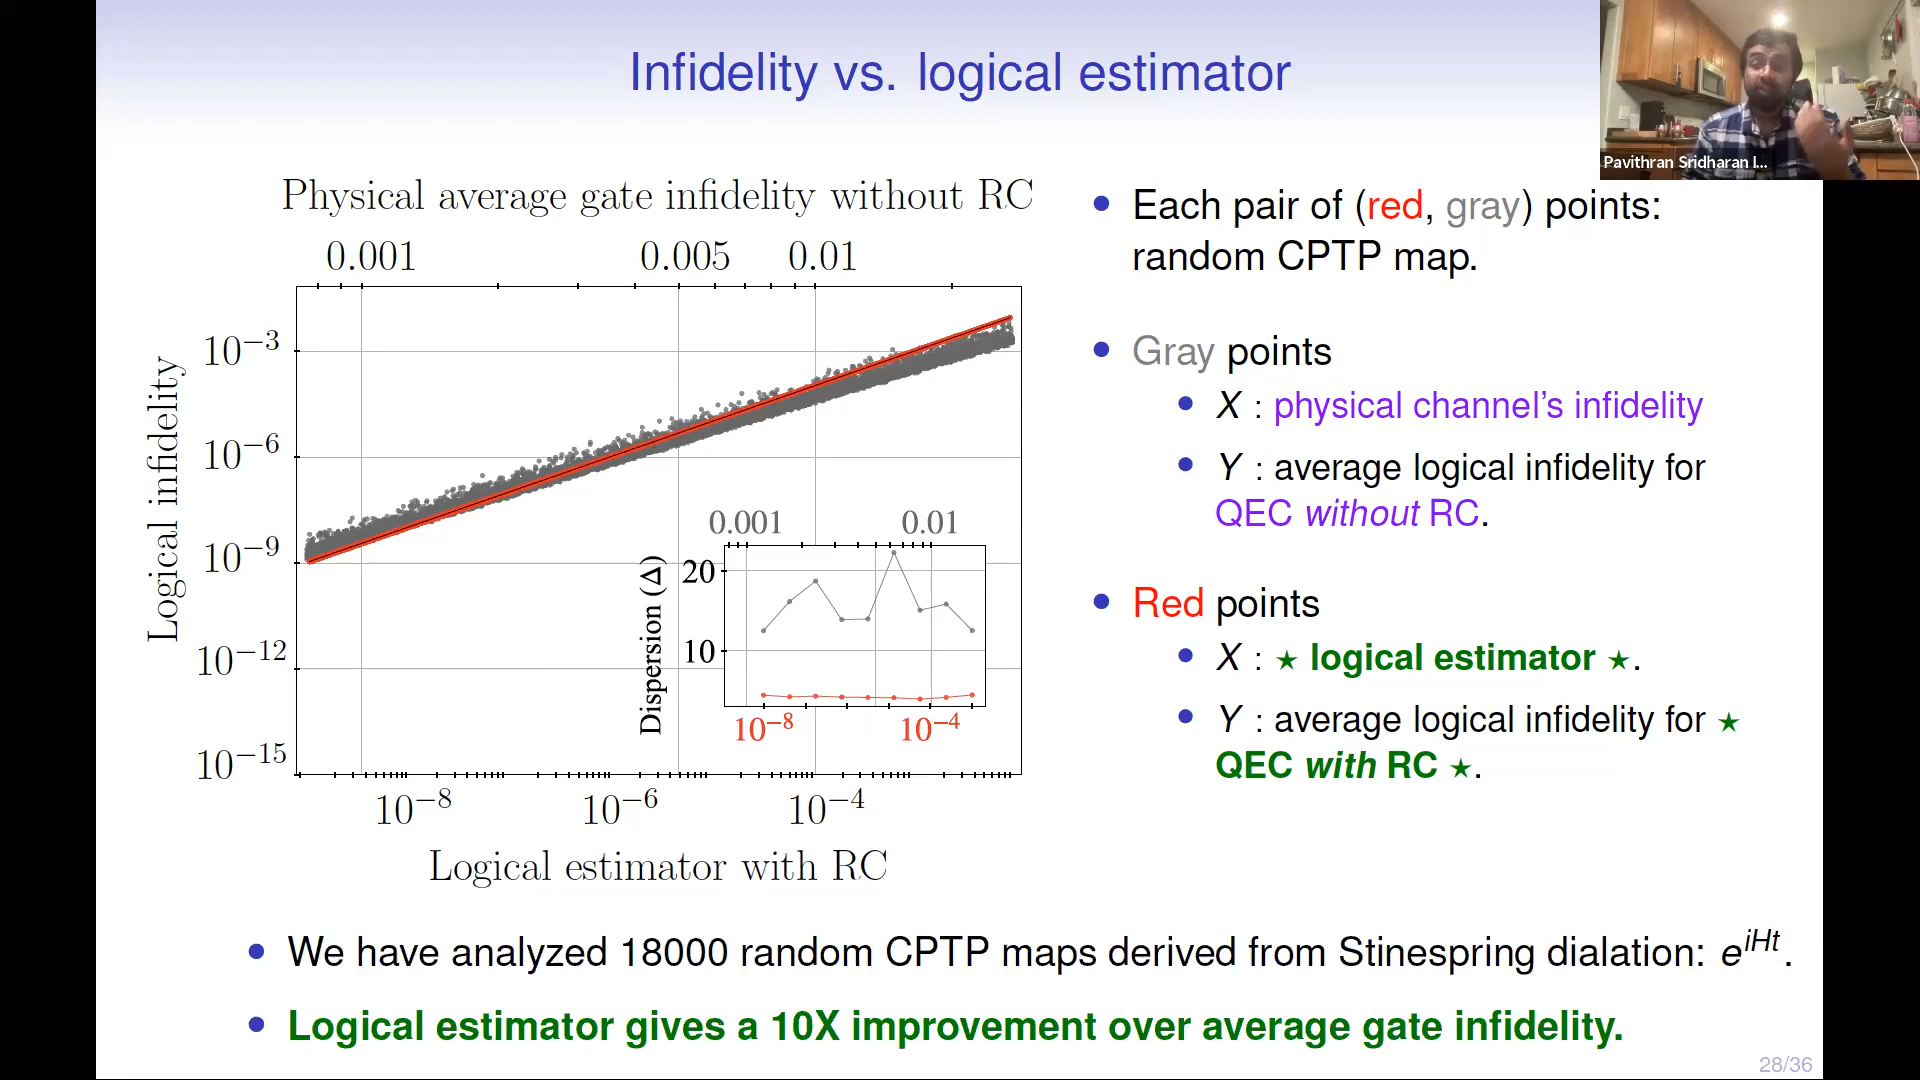 Infidelity vs. logical estimator
Pavithran Sridharan I...
Physical average gate infidelity without RC
0.001 0.005 0.01
10⁻³
10⁻⁶
10⁻⁹
10⁻¹²
10⁻¹⁵
Logical infidelity
0.001 0.01
20
10
Dispersion (Δ)
10⁻⁸ 10⁻⁴
10⁻⁸ 10⁻⁶ 10⁻⁴
Logical estimator with RC
• Each pair of (red, gray) points:
random CPTP map.
• Gray points
• X : physical channel's infidelity
• Y : average logical infidelity for
QEC without RC.
• Red points
• X : ★ logical estimator ★.
• Y : average logical infidelity for ★
QEC with RC ★.
• We have analyzed 18000 random CPTP maps derived from Stinespring dialation: eⁱᴴᵗ.
• Logical estimator gives a 10X improvement over average gate infidelity.
28/36